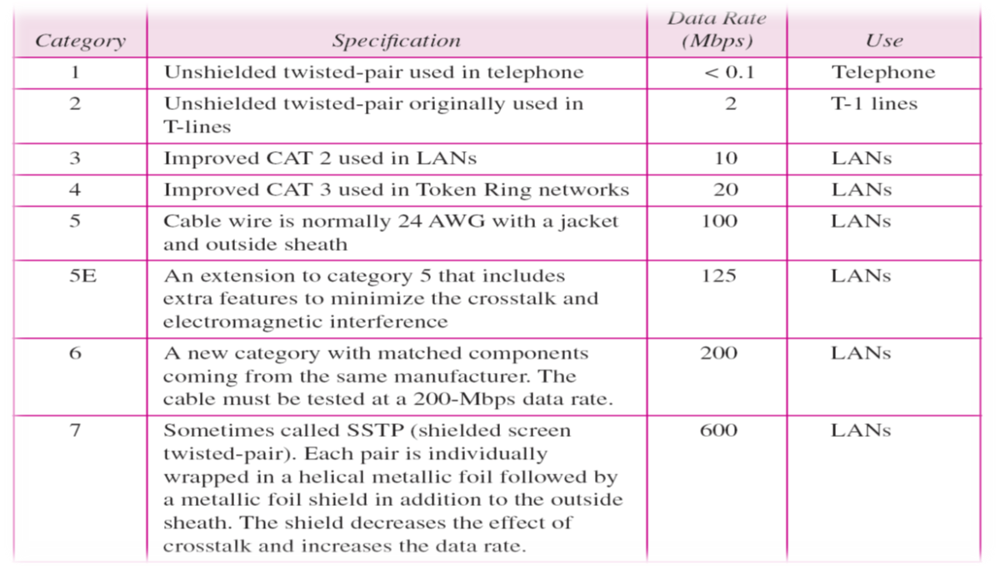 Data Rate
Category Specification (Mbps) Use
1 Unshielded twisted-pair used in telephone < 0.1 Telephone
2 Unshielded twisted-pair originally used in 2 T-1 lines
T-lines
3 Improved CAT 2 used in LANs 10 LANs
4 Improved CAT 3 used in Token Ring networks 20 LANs
5 Cable wire is normally 24 AWG with a jacket 100 LANs
and outside sheath
5E An extension to category 5 that includes 125 LANs
extra features to minimize the crosstalk and
electromagnetic interference
6 A new category with matched components 200 LANs
coming from the same manufacturer. The
cable must be tested at a 200-Mbps data rate.
7 Sometimes called SSTP (shielded screen 600 LANs
twisted-pair). Each pair is individually
wrapped in a helical metallic foil followed by
a metallic foil shield in addition to the outside
sheath. The shield decreases the effect of
crosstalk and increases the data rate.